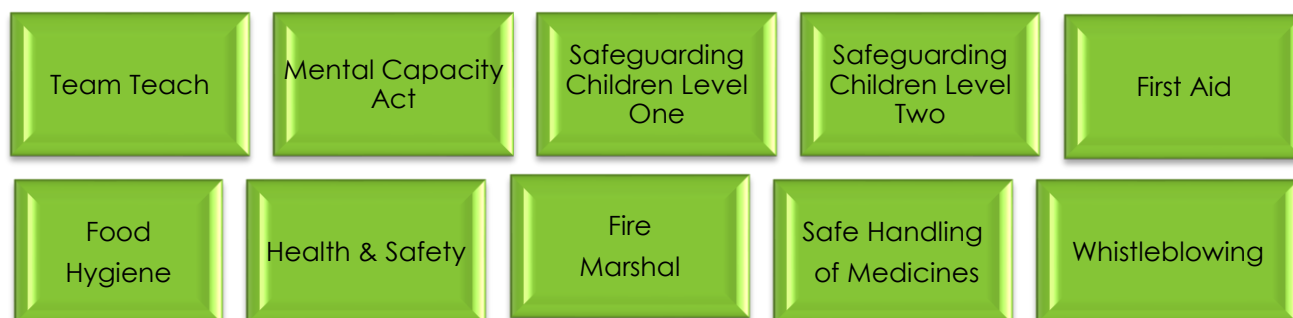 Team Teach
Mental Capacity
Act
Safeguarding
Children Level
One
Safeguarding
Children Level
Two
First Aid
Food
Hygiene
Health & Safety
Fire
Marshal
Safe Handling
of Medicines
Whistleblowing